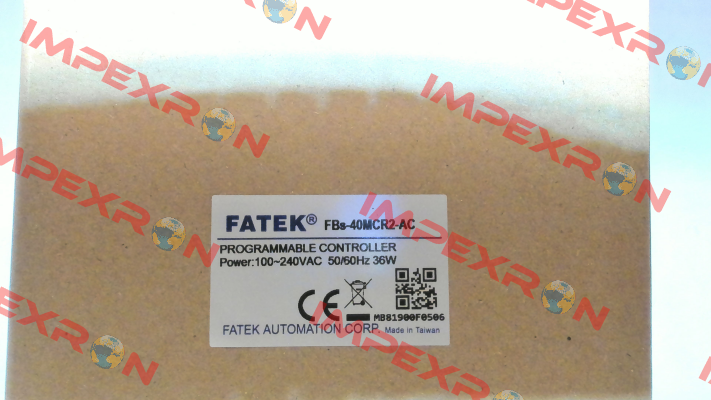 IMPEXRON
IMPEXRON
IMPEXRON
IMPEXRON
FATEK® FBs-40MCR2-AC
PROGRAMMABLE CONTROLLER
Power:100~240VAC 50/60Hz 36W
CE
MB81900F0506
FATEK AUTOMATION CORP. Made in Taiwan
IMPEXRON
IMPEXRON
IMPEXRON